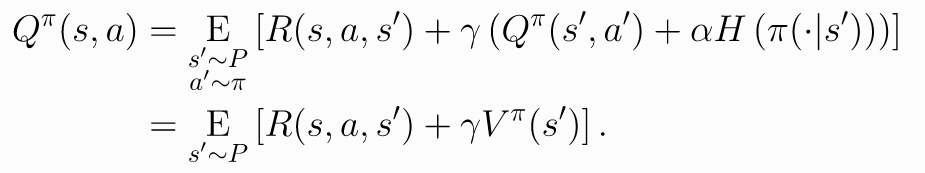 Q^π(s, a) = E_{s′∼P, a′∼π} [R(s, a, s′) + γ (Q^π(s′, a′) + αH (π(·|s′)))]
= E_{s′∼P} [R(s, a, s′) + γV^π(s′)] .